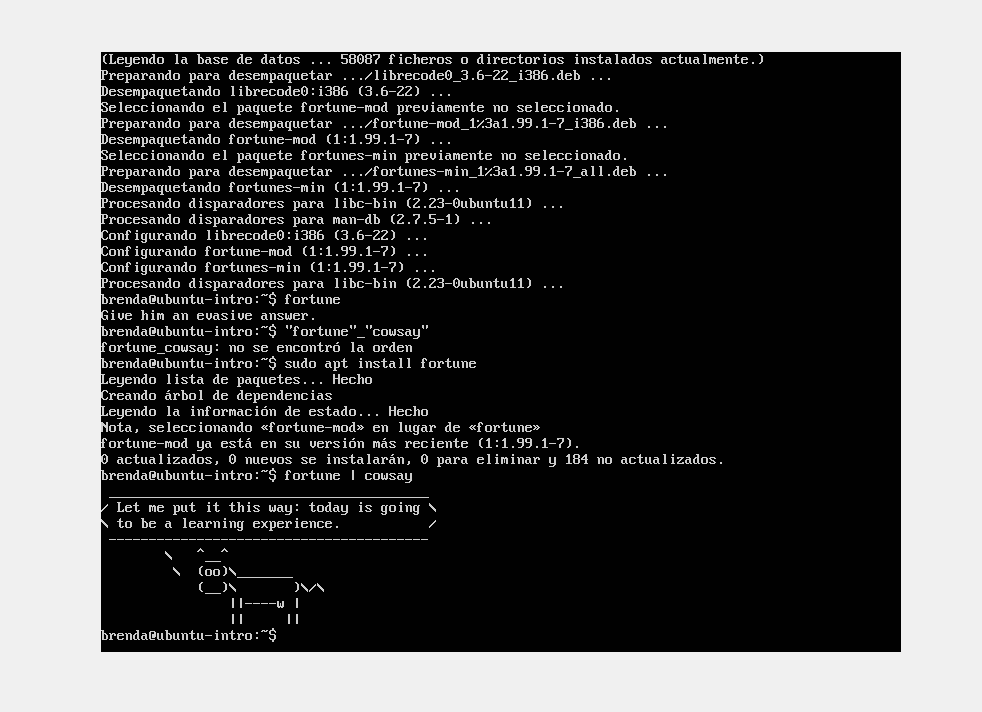 (Leyendo la base de datos ... 58087 ficheros o directorios instalados actualmente.)
Preparando para desempaquetar .../librecode0_3.6-22_i386.deb ...
Desempaquetando librecode0:i386 (3.6-22) ...
Seleccionando el paquete fortune-mod previamente no seleccionado.
Preparando para desempaquetar .../fortune-mod_1%3a1.99.1-7_i386.deb ...
Desempaquetando fortune-mod (1:1.99.1-7) ...
Seleccionando el paquete fortunes-min previamente no seleccionado.
Preparando para desempaquetar .../fortunes-min_1%3a1.99.1-7_all.deb ...
Desempaquetando fortunes-min (1:1.99.1-7) ...
Procesando disparadores para libc-bin (2.23-0ubuntu11) ...
Procesando disparadores para man-db (2.7.5-1) ...
Configurando librecode0:i386 (3.6-22) ...
Configurando fortune-mod (1:1.99.1-7) ...
Configurando fortunes-min (1:1.99.1-7) ...
Procesando disparadores para libc-bin (2.23-0ubuntu11) ...
brenda@ubuntu-intro:~$ fortune
Give him an evasive answer.
brenda@ubuntu-intro:~$ "fortune"_"cowsay"
fortune_cowsay: no se encontró la orden
brenda@ubuntu-intro:~$ sudo apt install fortune
Leyendo lista de paquetes... Hecho
Creando árbol de dependencias
Leyendo la información de estado... Hecho
Nota, seleccionando «fortune-mod» en lugar de «fortune»
fortune-mod ya está en su versión más reciente (1:1.99.1-7).
0 actualizados, 0 nuevos se instalarán, 0 para eliminar y 184 no actualizados.
brenda@ubuntu-intro:~$ fortune | cowsay
 ________________________________________
/ Let me put it this way: today is going \
\ to be a learning experience.           /
 ----------------------------------------
        \   ^__^
         \  (oo)\_______
            (__)\       )\/\
                ||----w |
                ||     ||
brenda@ubuntu-intro:~$